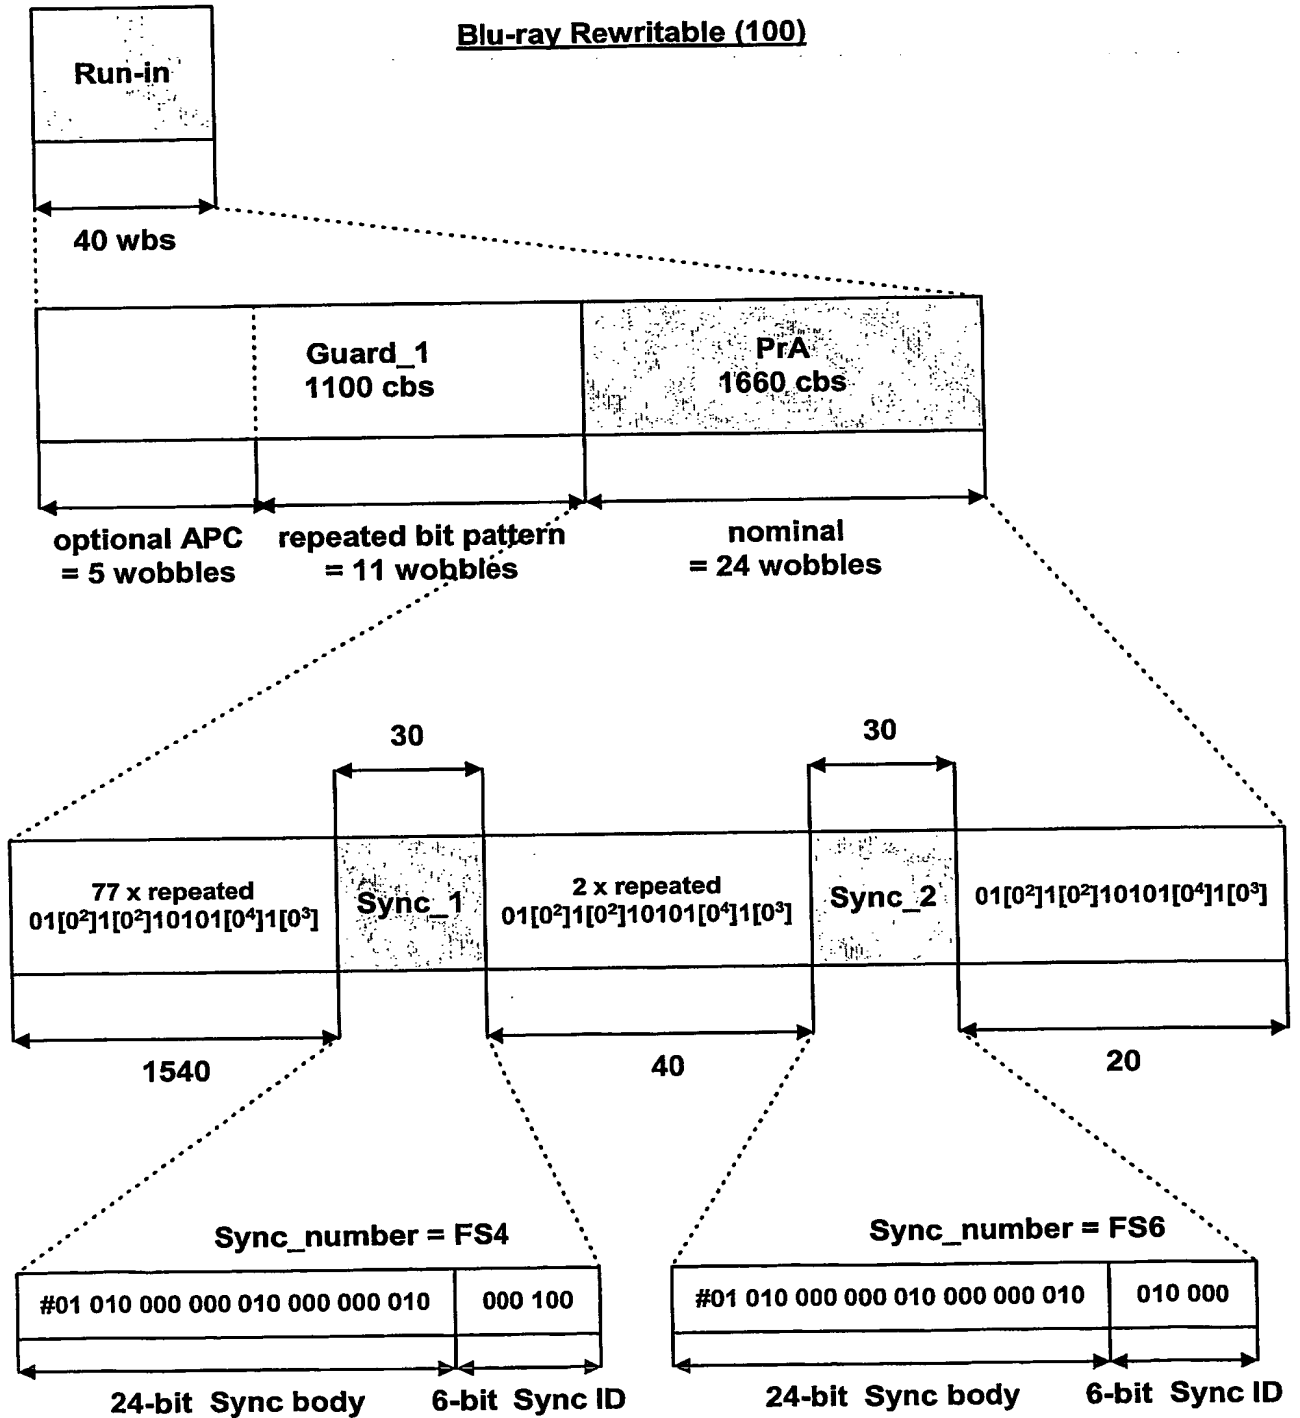 Blu-ray Rewritable (100)
Run-in
40 wbs
Guard_1
1100 cbs
PrA
1660 cbs
optional APC
= 5 wobbles
repeated bit pattern
= 11 wobbles
nominal
= 24 wobbles
30
30
77 x repeated
01[0²]1[0²]10101[0⁴]1[0³]
Sync_1
2 x repeated
01[0²]1[0²]10101[0⁴]1[0³]
Sync_2
01[0²]1[0²]10101[0⁴]1[0³]
1540
40
20
Sync_number = FS4
#01 010 000 000 010 000 000 010
000 100
24-bit Sync body
6-bit Sync ID
Sync_number = FS6
#01 010 000 000 010 000 000 010
010 000
24-bit Sync body
6-bit Sync ID